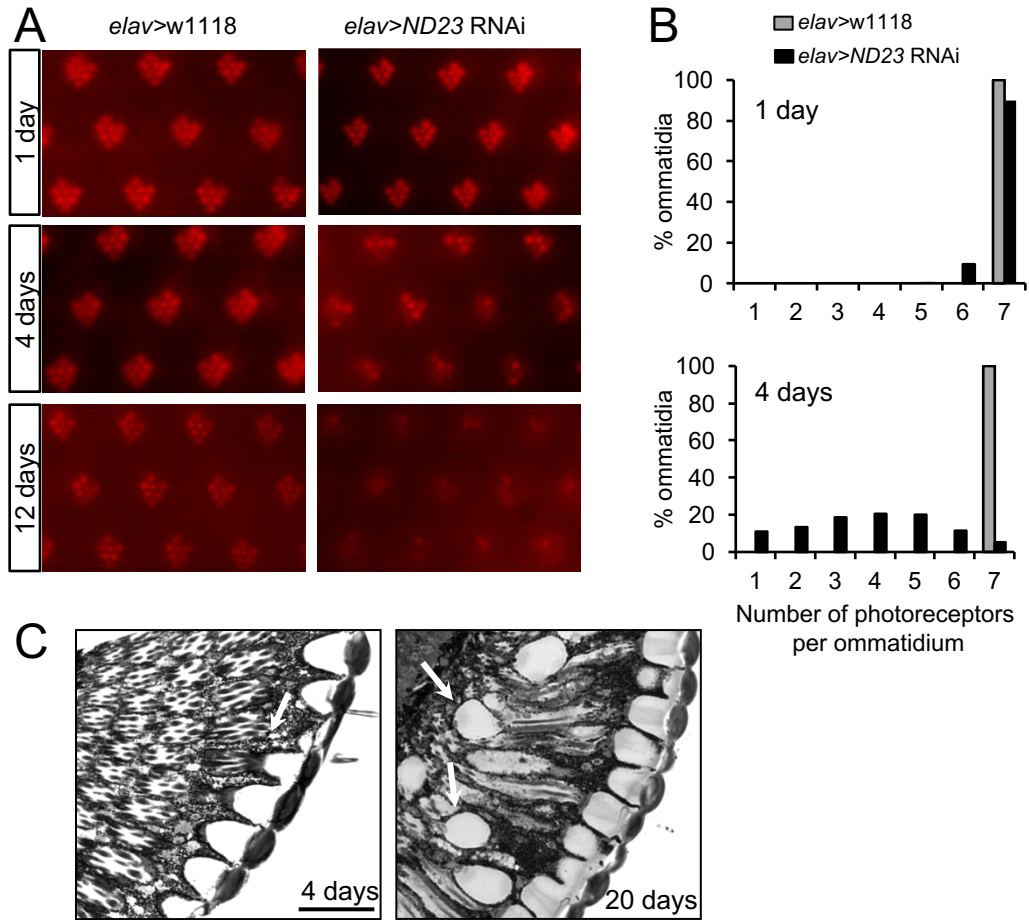 A
elav>w1118
elav>ND23 RNAi
1 day
4 days
12 days
B
elav>w1118
elav>ND23 RNAi
1 day
% ommatidia
100
80
60
40
20
0
1 2 3 4 5 6 7
4 days
% ommatidia
100
80
60
40
20
0
1 2 3 4 5 6 7
Number of photoreceptors
per ommatidium
C
4 days
20 days